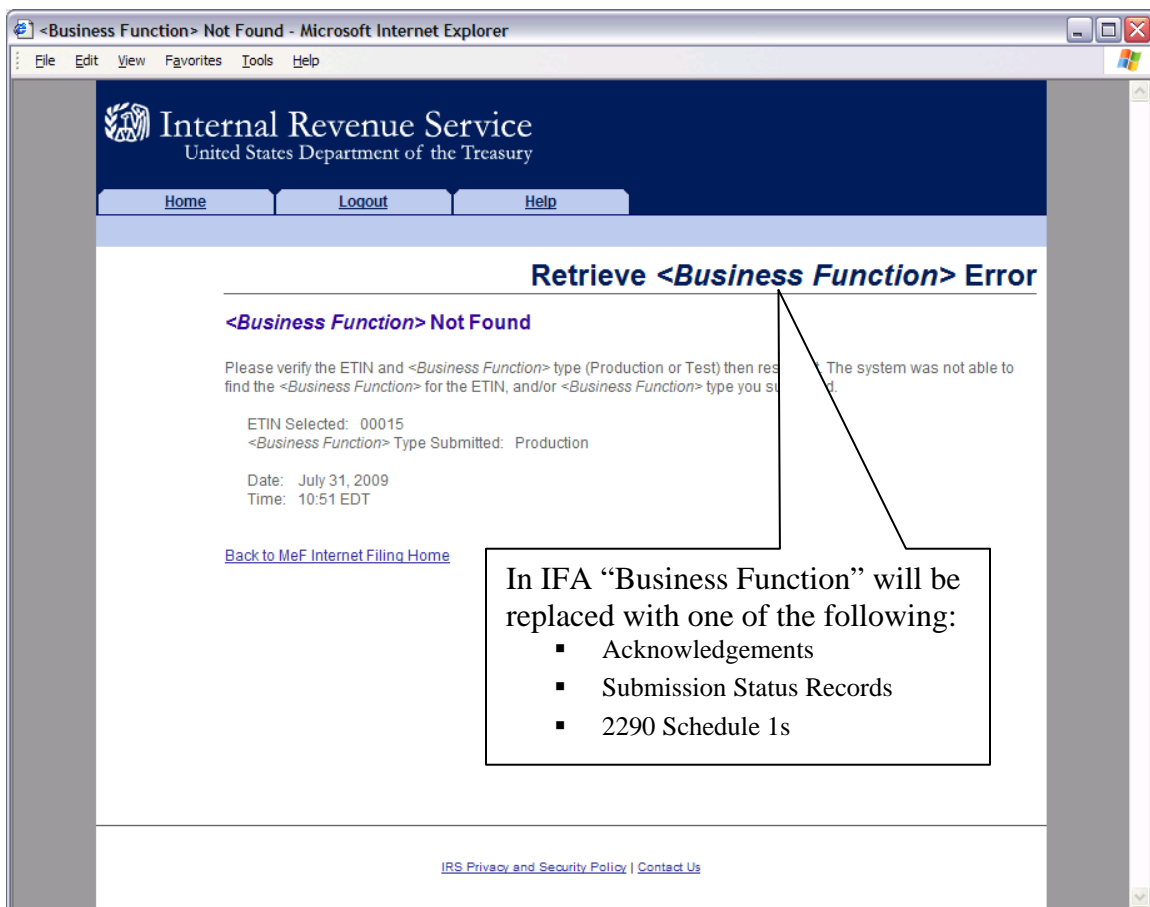 <Business Function> Not Found - Microsoft Internet Explorer
File Edit View Favorites Tools Help
Internal Revenue Service
United States Department of the Treasury
Home Logout Help
Retrieve <Business Function> Error
<Business Function> Not Found
Please verify the ETIN and <Business Function> type (Production or Test) then res The system was not able to
find the <Business Function> for the ETIN, and/or <Business Function> type you su d.
ETIN Selected: 00015
<Business Function> Type Submitted: Production
Date: July 31, 2009
Time: 10:51 EDT
Back to MeF Internet Filing Home
In IFA “Business Function” will be
replaced with one of the following:
▪ Acknowledgements
▪ Submission Status Records
▪ 2290 Schedule 1s
IRS Privacy and Security Policy | Contact Us